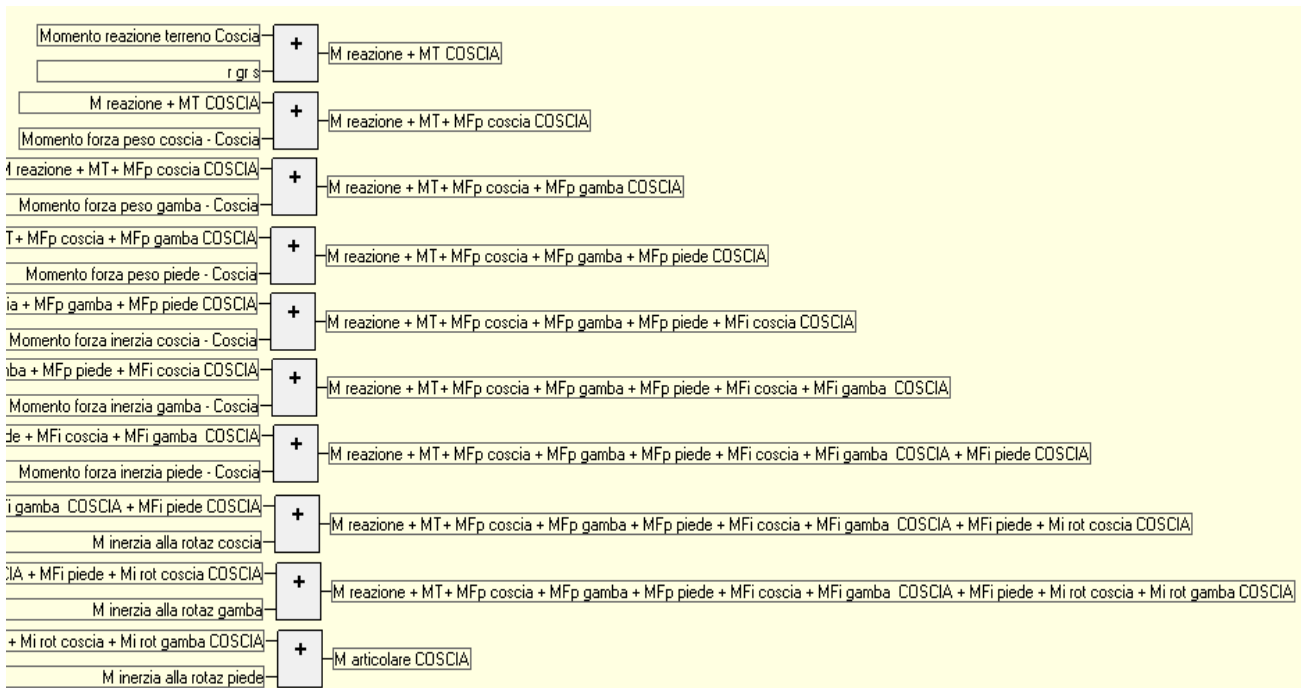 Momento reazione terreno Coscia
+
M reazione + MT COSCIA
r gr s
M reazione + MT COSCIA
+
M reazione + MT+ MFp coscia COSCIA
Momento forza peso coscia - Coscia
M reazione + MT+ MFp coscia COSCIA
+
M reazione + MT+ MFp coscia + MFp gamba COSCIA
Momento forza peso gamba - Coscia
T+ MFp coscia + MFp gamba COSCIA
+
M reazione + MT+ MFp coscia + MFp gamba + MFp piede COSCIA
Momento forza peso piede - Coscia
ia + MFp gamba + MFp piede COSCIA
+
M reazione + MT+ MFp coscia + MFp gamba + MFp piede + MFi coscia COSCIA
Momento forza inerzia coscia - Coscia
ba + MFp piede + MFi coscia COSCIA
+
M reazione + MT+ MFp coscia + MFp gamba + MFp piede + MFi coscia + MFi gamba  COSCIA
Momento forza inerzia gamba - Coscia
de + MFi coscia + MFi gamba  COSCIA
+
M reazione + MT+ MFp coscia + MFp gamba + MFp piede + MFi coscia + MFi gamba  COSCIA + MFi piede COSCIA
Momento forza inerzia piede - Coscia
Fi gamba  COSCIA + MFi piede COSCIA
+
M reazione + MT+ MFp coscia + MFp gamba + MFp piede + MFi coscia + MFi gamba  COSCIA + MFi piede + Mi rot coscia COSCIA
M inerzia alla rotaz coscia
IA + MFi piede + Mi rot coscia COSCIA
+
M reazione + MT+ MFp coscia + MFp gamba + MFp piede + MFi coscia + MFi gamba  COSCIA + MFi piede + Mi rot coscia + Mi rot gamba COSCIA
M inerzia alla rotaz gamba
+ Mi rot coscia + Mi rot gamba COSCIA
+
M articolare COSCIA
M inerzia alla rotaz piede